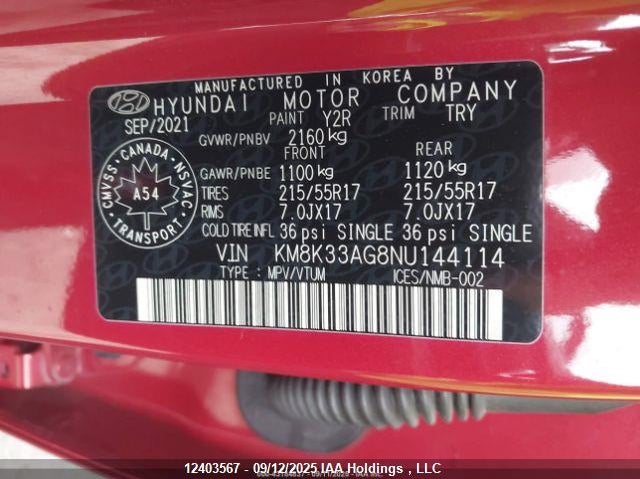 MANUFACTURED IN KOREA BY
HYUNDAI MOTOR COMPANY
SEP/2021 PAINT Y2R TRIM TRY
GVWR/PNBV 2160 kg
FRONT REAR
GAWR/PNBE 1100 kg 1120 kg
TIRES 215/55R17 215/55R17
RIMS 7.0JX17 7.0JX17
COLD TIRE INFL 36 psi SINGLE 36 psi SINGLE
VIN KM8K33AG8NU144114
TYPE : MPV/VTUM ICES/NMB-002
CMVSS · CANADA · NSVAC
A54
TRANSPORT
12403567 - 09/12/2025 IAA Holdings , LLC